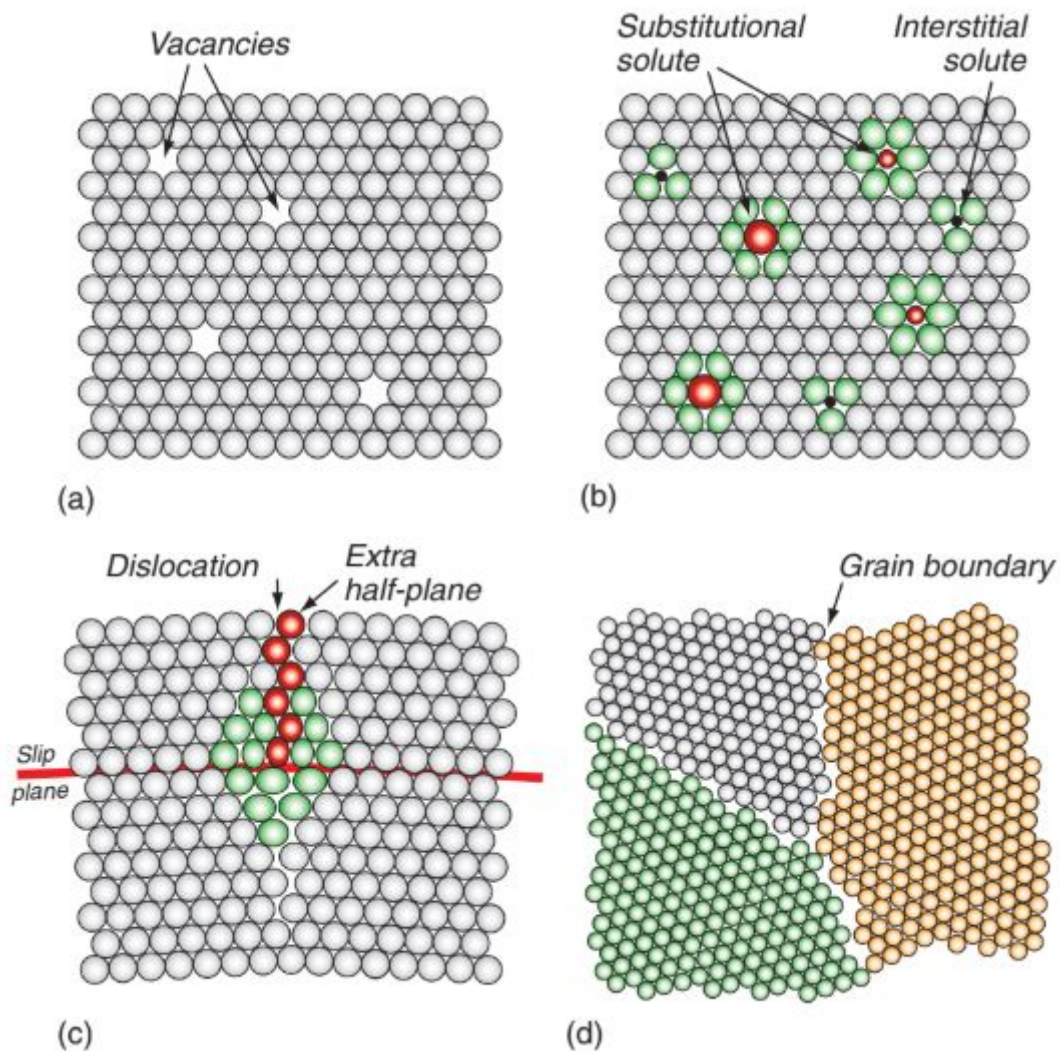 Vacancies
Substitutional
solute
Interstitial
solute
(a)
(b)
Dislocation
Extra
half-plane
Grain boundary
Slip
plane
(c)
(d)